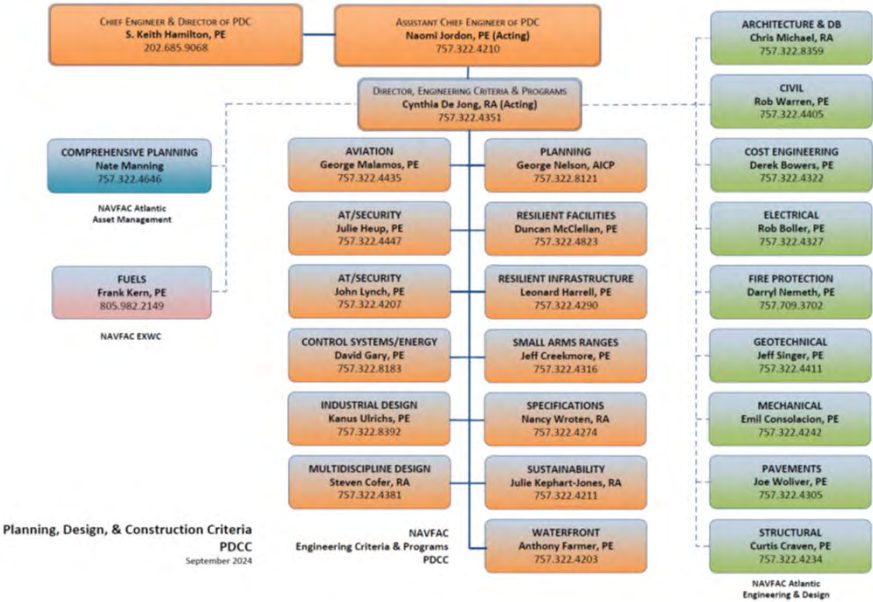 CHIEF ENGINEER & DIRECTOR OF PDC
S. Keith Hamilton, PE
202.685.9068
ASSISTANT CHIEF ENGINEER OF PDC
Naomi Jordon, PE (Acting)
757.322.4210
DIRECTOR, ENGINEERING CRITERIA & PROGRAMS
Cynthia De Jong, RA (Acting)
757.322.4351
COMPREHENSIVE PLANNING
Nate Manning
757.322.4646
NAVFAC Atlantic
Asset Management
FUELS
Frank Kern, PE
805.982.2149
NAVFAC EXWC
AVIATION
George Malamos, PE
757.322.4435
AT/SECURITY
Julie Heup, PE
757.322.4447
AT/SECURITY
John Lynch, PE
757.322.4207
CONTROL SYSTEMS/ENERGY
David Gary, PE
757.322.8183
INDUSTRIAL DESIGN
Kanus Ulrichs, PE
757.322.8392
MULTIDISCIPLINE DESIGN
Steven Cofer, RA
757.322.4381
PLANNING
George Nelson, AICP
757.322.8121
RESILIENT FACILITIES
Duncan McClellan, PE
757.322.4823
RESILIENT INFRASTRUCTURE
Leonard Harrell, PE
757.322.4290
SMALL ARMS RANGES
Jeff Creekmore, PE
757.322.4316
SPECIFICATIONS
Nancy Wroten, RA
757.322.4274
SUSTAINABILITY
Julie Kephart-Jones, RA
757.322.4211
WATERFRONT
Anthony Farmer, PE
757.322.4203
NAVFAC
Engineering Criteria & Programs
PDCC
ARCHITECTURE & DB
Chris Michael, RA
757.322.8359
CIVIL
Rob Warren, PE
757.322.4405
COST ENGINEERING
Derek Bowers, PE
757.322.4322
ELECTRICAL
Rob Boller, PE
757.322.4327
FIRE PROTECTION
Darryl Nemeth, PE
757.709.3702
GEOTECHNICAL
Jeff Singer, PE
757.322.4411
MECHANICAL
Emil Consolacion, PE
757.322.4242
PAVEMENTS
Joe Woliver, PE
757.322.4305
STRUCTURAL
Curtis Craven, PE
757.322.4234
NAVFAC Atlantic
Engineering & Design
Planning, Design, & Construction Criteria
PDCC
September 2024